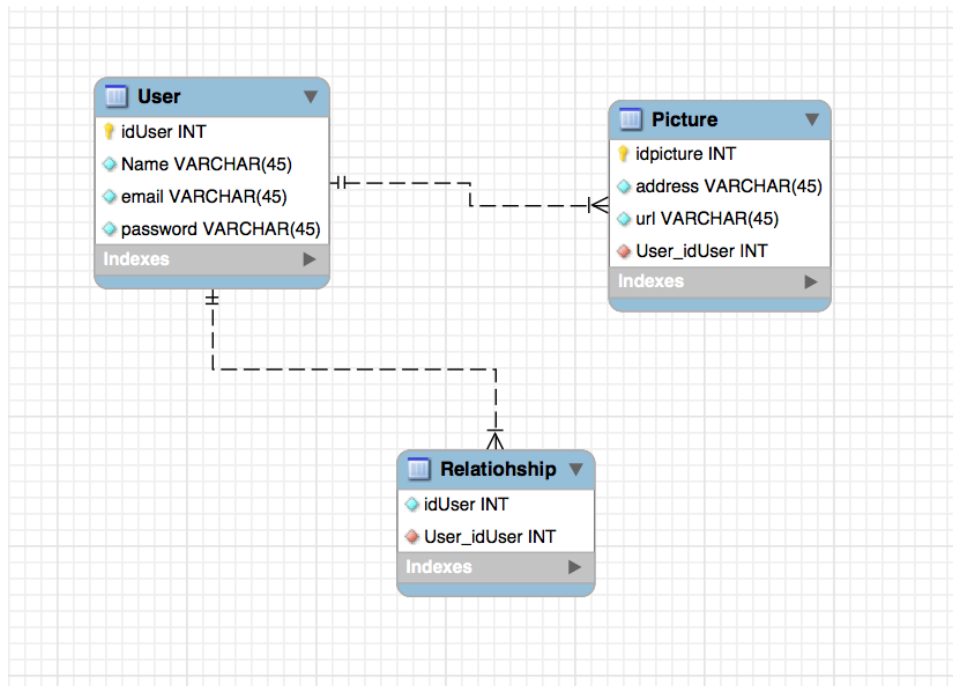 User
idUser INT
Name VARCHAR(45)
email VARCHAR(45)
password VARCHAR(45)
Indexes
Picture
idpicture INT
address VARCHAR(45)
url VARCHAR(45)
User_idUser INT
Indexes
Relatiohship
idUser INT
User_idUser INT
Indexes